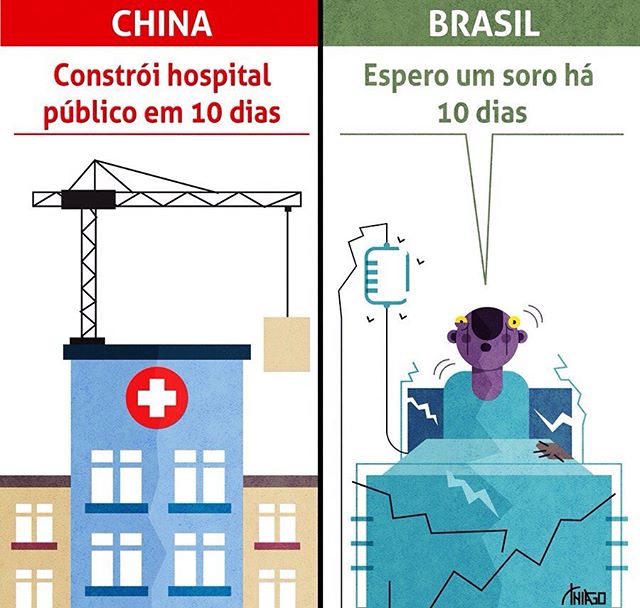 CHINA
Constrói hospital
público em 10 dias
BRASIL
Espero um soro há
10 dias
THIAGO